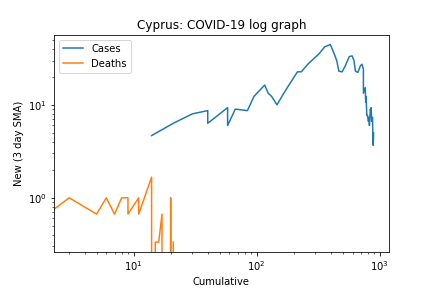 Cyprus: COVID-19 log graph
Cases
Deaths
New (3 day SMA)
10¹
10⁰
10¹
10²
10³
Cumulative